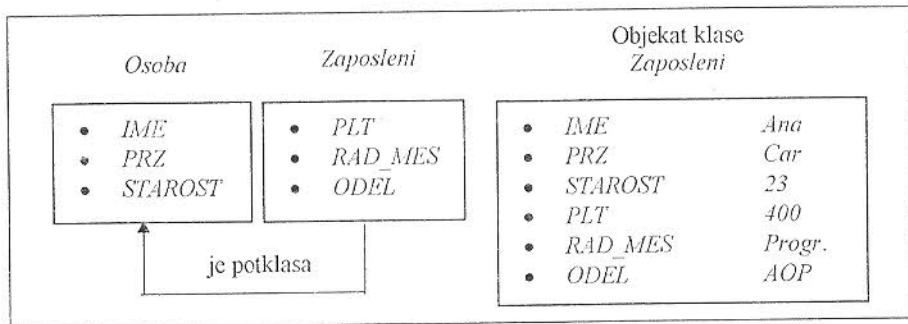 Osoba
Zaposleni
Objekat klase
Zaposleni
• IME
• PRZ
• STAROST
• PLT
• RAD_MES
• ODEL
• IME Ana
• PRZ Car
• STAROST 23
• PLT 400
• RAD_MES Progr.
• ODEL AOP
je potklasa